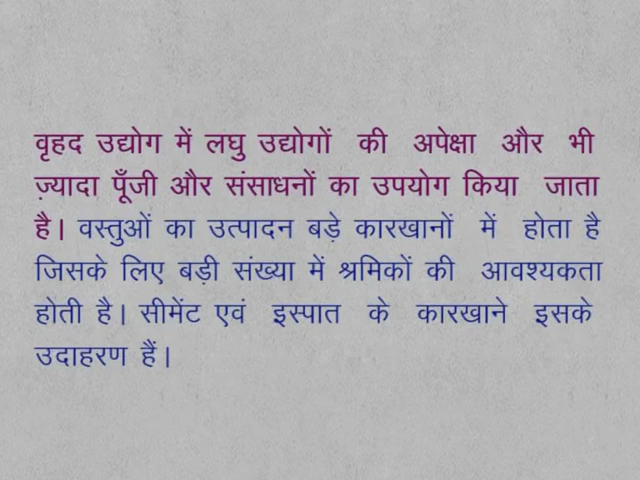 वृहद उद्योग में लघु उद्योगों की अपेक्षा और भी
ज़्यादा पूँजी और संसाधनों का उपयोग किया जाता
है। वस्तुओं का उत्पादन बड़े कारखानों में होता है
जिसके लिए बड़ी संख्या में श्रमिकों की आवश्यकता
होती है। सीमेंट एवं इस्पात के कारखाने इसके
उदाहरण हैं।